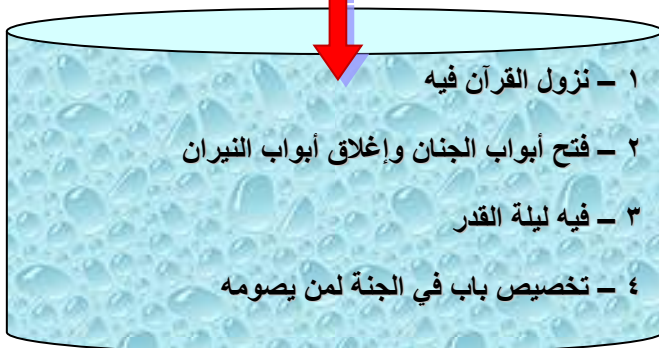 ١ – نزول القرآن فيه
٢ – فتح أبواب الجنان وإغلاق أبواب النيران
٣ – فيه ليلة القدر
٤ – تخصيص باب في الجنة لمن يصومه